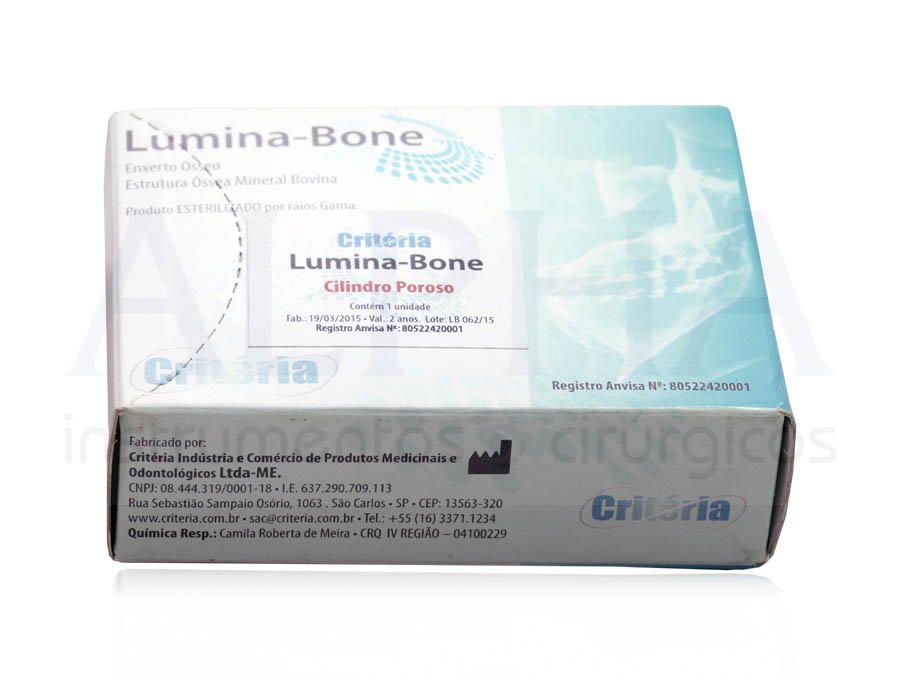 Lumina-Bone
Enxerto Ósseo
Estrutura Óssea Mineral Bovina
Produto ESTERILIZADO por raios Gama.
Critéria
Lumina-Bone
Cilindro Poroso
Contém 1 unidade
Fab.: 19/03/2015 • Val.: 2 anos. Lote: LB 062/15
Registro Anvisa Nº: 80522420001
Critéria
Registro Anvisa Nº: 80522420001
ALPHA
instrumentos cirúrgicos
Fabricado por:
Critéria Indústria e Comércio de Produtos Medicinais e
Odontológicos Ltda-ME.
CNPJ: 08.444.319/0001-18 • I.E. 637.290.709.113
Rua Sebastião Sampaio Osório, 1063 . São Carlos • SP • CEP: 13563-320
www.criteria.com.br • sac@criteria.com.br • Tel.: +55 (16) 3371.1234
Química Resp.: Camila Roberta de Meira • CRQ IV REGIÃO – 04100229
Critéria